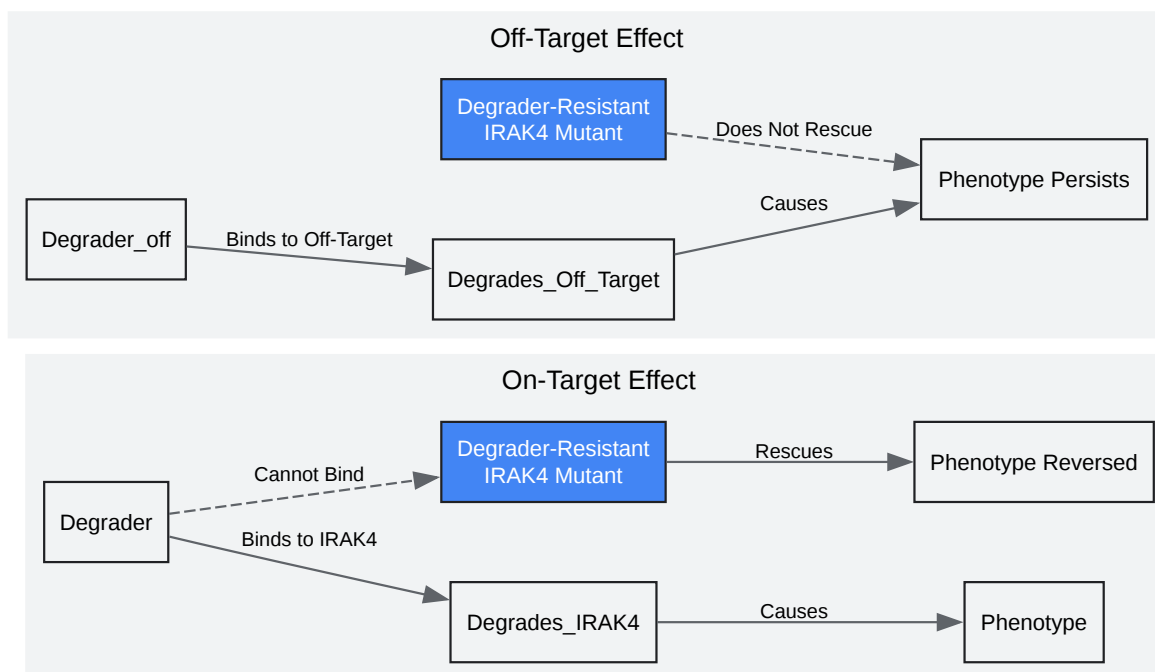 Off-Target Effect
Degrader-Resistant
IRAK4 Mutant
Does Not Rescue
Phenotype Persists
Causes
Degrader_off
Binds to Off-Target
Degrades_Off_Target
On-Target Effect
Degrader-Resistant
IRAK4 Mutant
Rescues
Phenotype Reversed
Cannot Bind
Degrader
Binds to IRAK4
Degrades_IRAK4
Causes
Phenotype